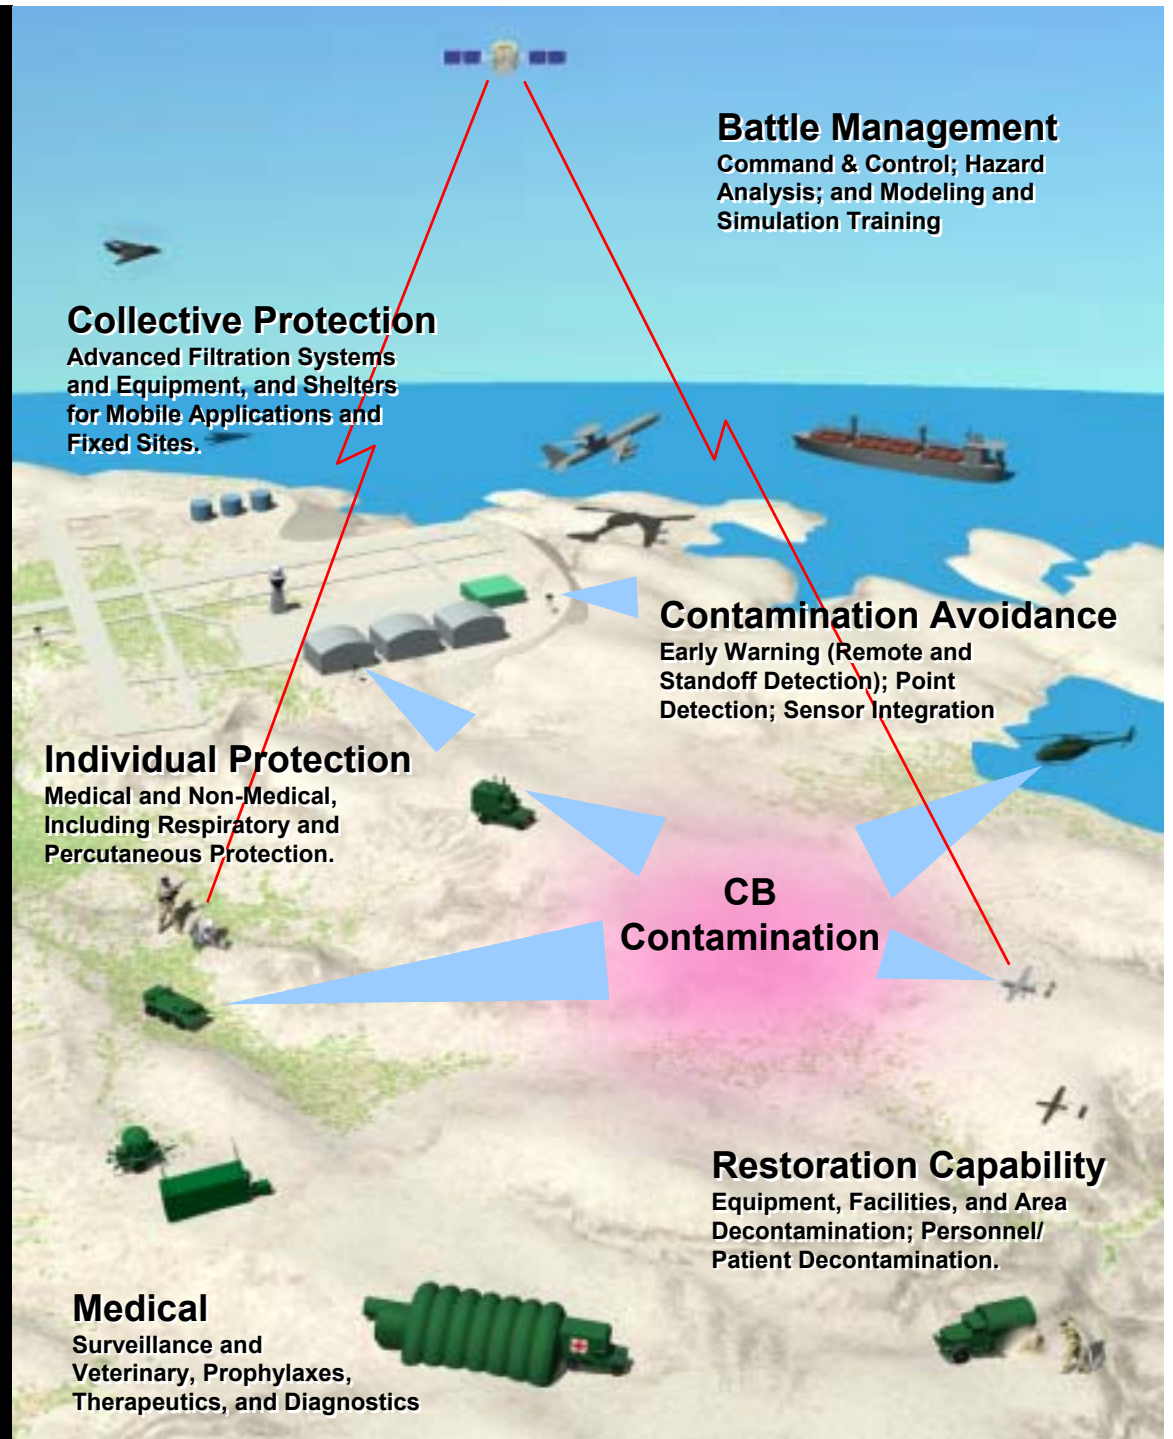 Battle Management
Command & Control; Hazard
Analysis; and Modeling and
Simulation Training
Collective Protection
Advanced Filtration Systems
and Equipment, and Shelters
for Mobile Applications and
Fixed Sites.
Contamination Avoidance
Early Warning (Remote and
Standoff Detection); Point
Detection; Sensor Integration
Individual Protection
Medical and Non-Medical,
Including Respiratory and
Percutaneous Protection.
CB
Contamination
Restoration Capability
Equipment, Facilities, and Area
Decontamination; Personnel/
Patient Decontamination.
Medical
Surveillance and
Veterinary, Prophylaxes,
Therapeutics, and Diagnostics